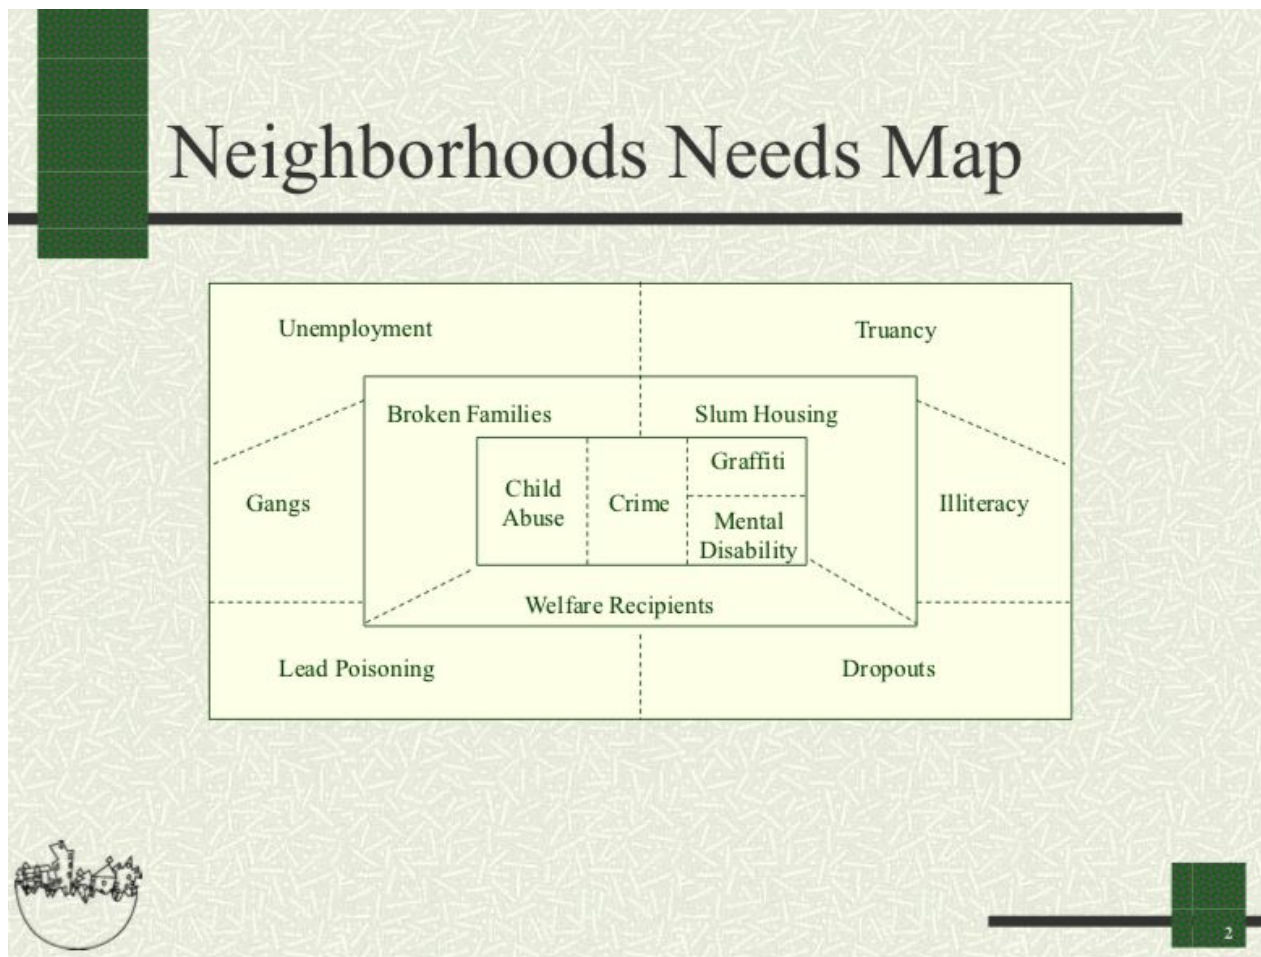 Neighborhoods Needs Map
Unemployment
Truancy
Broken Families
Slum Housing
Gangs
Child
Abuse
Crime
Graffiti
Mental
Disability
Illiteracy
Welfare Recipients
Lead Poisoning
Dropouts
2